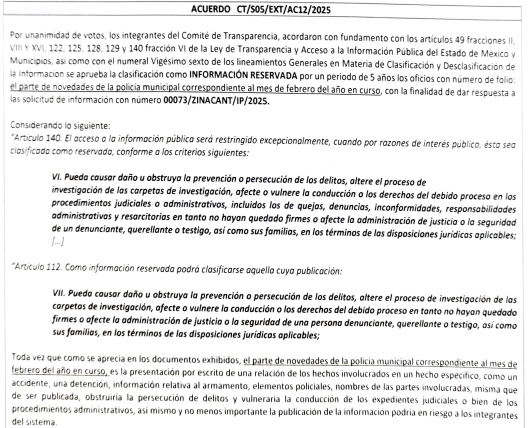 ACUERDO CT/SOS/EXT/AC12/2025
Por unanimidad de votos, los integrantes del Comité de Transparencia, acordaron con fundamento con los artículos 49 fracciones II,
VIII Y XVI, 122, 125, 128, 129 y 140 fracción VI de la Ley de Transparencia y Acceso a la Información Pública del Estado de México y
Municipios, así como con el numeral Vigésimo sexto de los lineamientos Generales en Materia de Clasificación y Desclasificación de
la Información se aprueba la clasificación como INFORMACIÓN RESERVADA por un periodo de 5 años los oficios con número de folio:
el parte de novedades de la policía municipal correspondiente al mes de febrero del año en curso, con la finalidad de dar respuesta a
las solicitud de información con número 00073/ZINACANT/IP/2025.
Considerando lo siguiente:
"Artículo 140. El acceso a la información pública será restringido excepcionalmente, cuando por razones de interés público, ésta sea
clasificada como reservada, conforme a los criterios siguientes:
VI. Pueda causar daño u obstruya la prevención o persecución de los delitos, altere el proceso de
investigación de las carpetas de investigación, afecte o vulnere la conducción o los derechos del debido proceso en los
procedimientos judiciales o administrativos, incluidos los de quejas, denuncias, inconformidades, responsabilidades
administrativas y resarcitorias en tanto no hayan quedado firmes o afecte la administración de justicia o la seguridad
de un denunciante, querellante o testigo, así como sus familias, en los términos de las disposiciones jurídicas aplicables;
[...]
"Artículo 112. Como información reservada podrá clasificarse aquella cuya publicación:
VII. Pueda causar daño u obstruya la prevención o persecución de los delitos, altere el proceso de investigación de las
carpetas de investigación, afecte o vulnere la conducción o los derechos del debido proceso en tanto no hayan quedado
firmes o afecte la administración de justicia o la seguridad de una persona denunciante, querellante o testigo, así como
sus familias, en los términos de las disposiciones jurídicas aplicables;
Toda vez que como se aprecia en los documentos exhibidos, el parte de novedades de la policía municipal correspondiente al mes de
febrero del año en curso, es la presentación por escrito de una relación de los hechos involucrados en un hecho específico, como un
accidente, una detención, información relativa al armamento, elementos policiales, nombres de las partes involucradas, misma que
de ser publicada, obstruiría la persecución de delitos y vulneraría la conducción de los expedientes judiciales o bien de los
procedimientos administrativos, así mismo y no menos importante la publicación de la información podría en riesgo a los integrantes
del sistema.